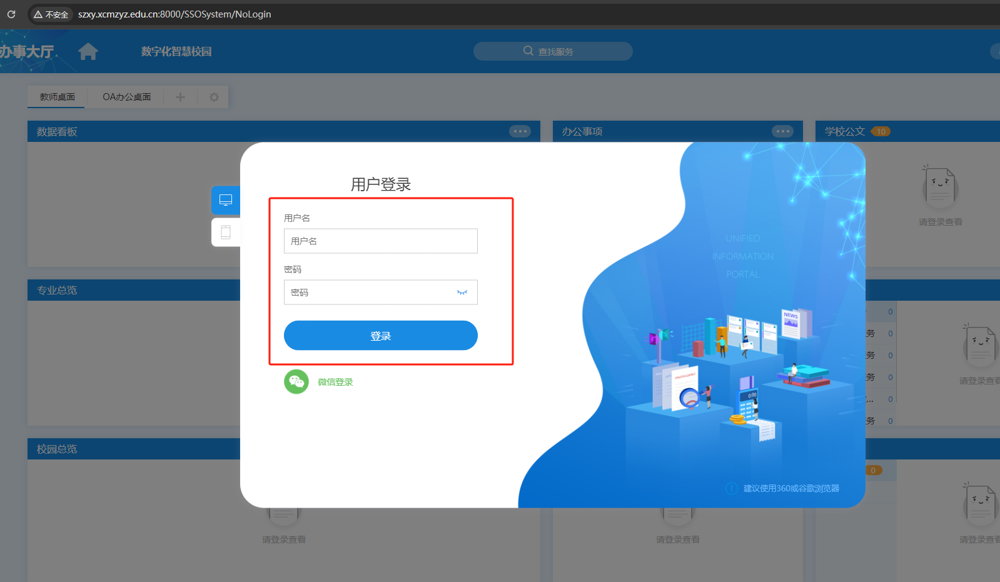 不安全 szxy.xcmzyz.edu.cn:8000/SSOSystem/NoLogin
办事大厅 数字化智慧校园 查找服务
教师桌面 OA办公桌面
数据看板 办公事项 学校公文 10
用户登录
用户名
用户名
密码
密码
登录
微信登录
UNIFIED
INFORMATION
PORTAL
NEWS
0:00
建议使用360或谷歌浏览器
请登录查看
专业总览
0
务 0
务 0
务 0
... 0
务 0
请登录查看
校园总览
0
请登录查看
请登录查看
请登录查看